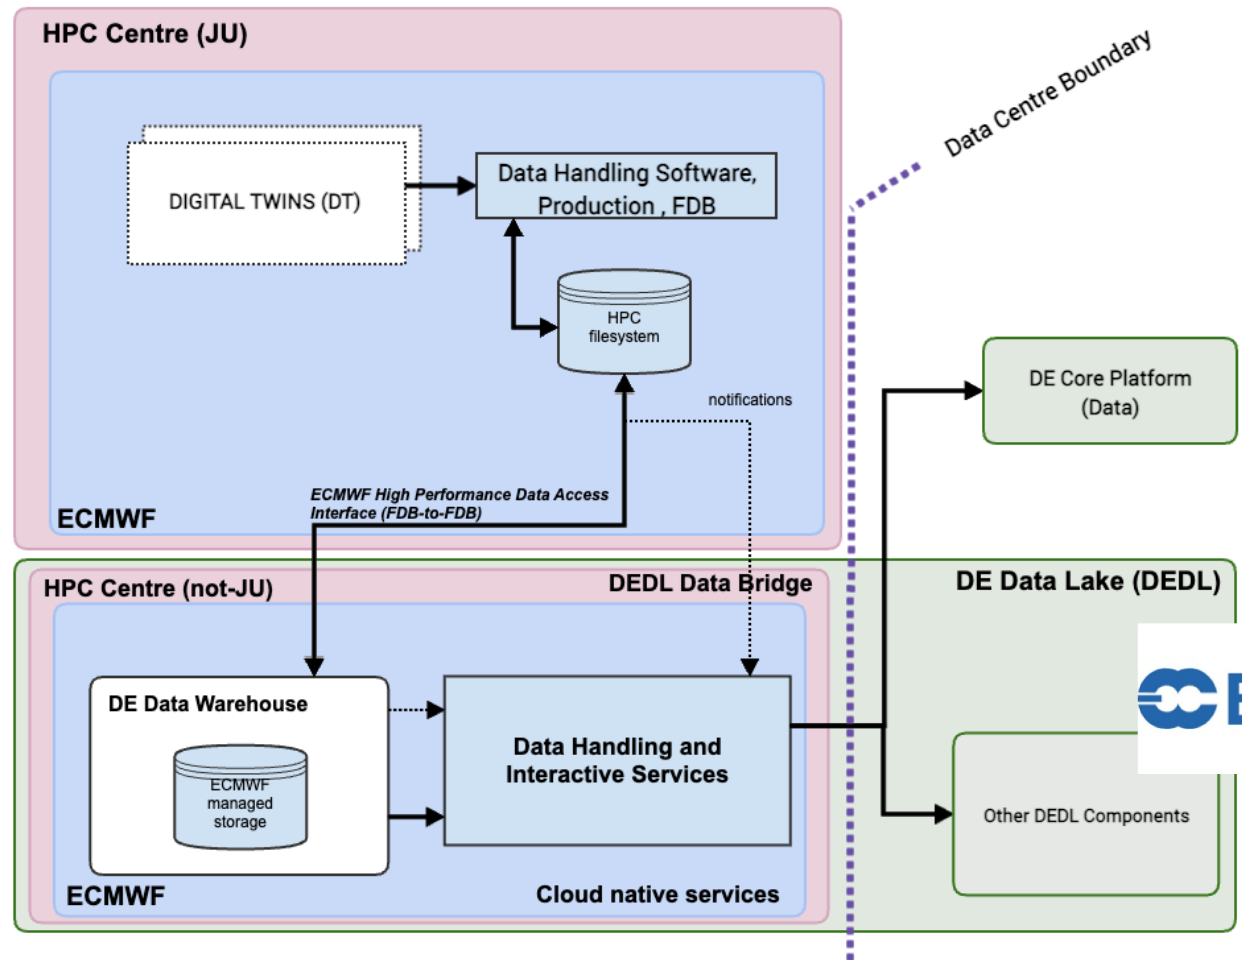 HPC Centre (JU)
Data Centre Boundary
DIGITAL TWINS (DT)
Data Handling Software,
Production , FDB
HPC
filesystem
notifications
DE Core Platform
(Data)
ECMWF High Performance Data Access
Interface (FDB-to-FDB)
ECMWF
HPC Centre (not-JU)
DEDL Data Bridge
DE Data Lake (DEDL)
DE Data Warehouse
ECMWF
managed
storage
Data Handling and
Interactive Services
Other DEDL Components
ECMWF
Cloud native services